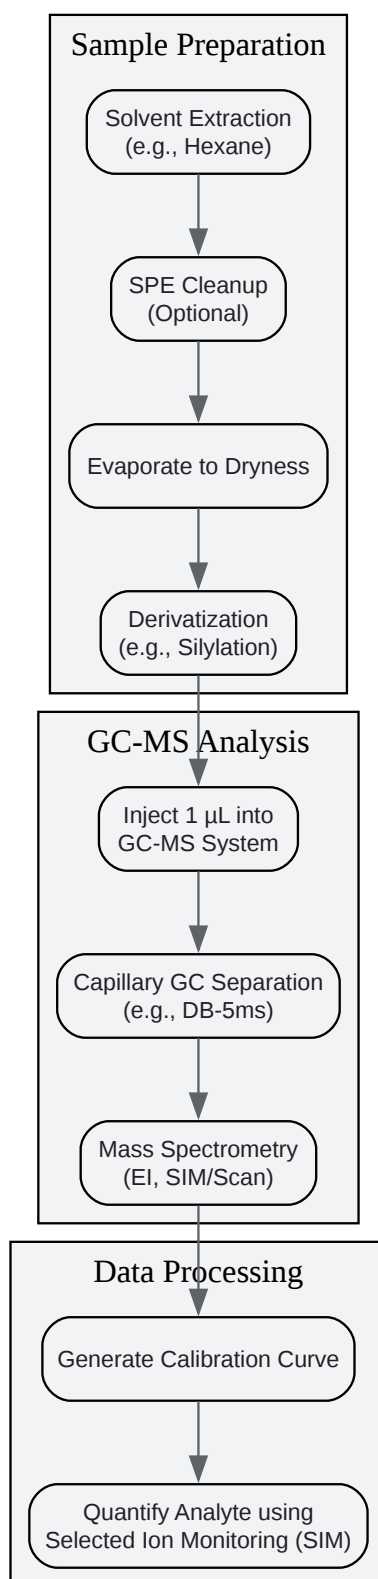 Sample Preparation
Solvent Extraction
(e.g., Hexane)
SPE Cleanup
(Optional)
Evaporate to Dryness
Derivatization
(e.g., Silylation)
GC-MS Analysis
Inject 1 µL into
GC-MS System
Capillary GC Separation
(e.g., DB-5ms)
Mass Spectrometry
(EI, SIM/Scan)
Data Processing
Generate Calibration Curve
Quantify Analyte using
Selected Ion Monitoring (SIM)